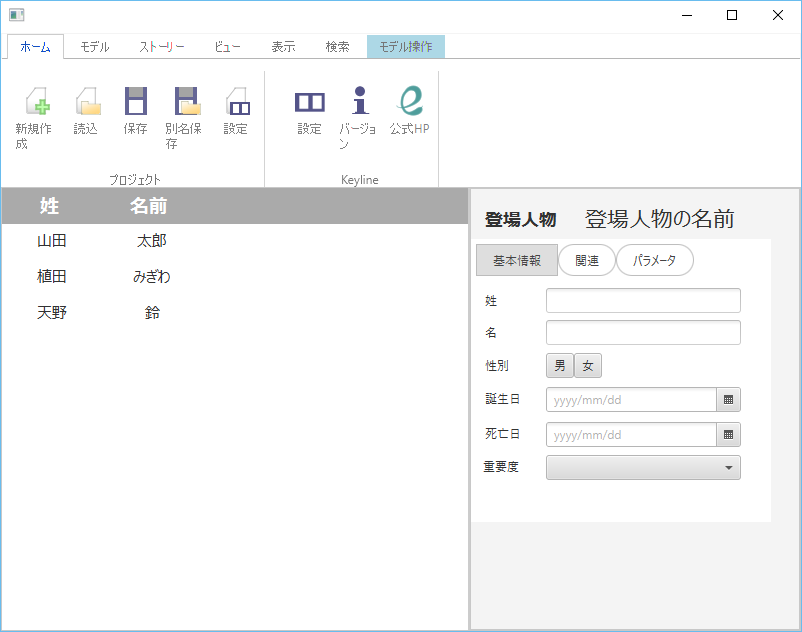 ホーム モデル ストーリー ビュー 表示 検索 モデル操作
新規作成 読込 保存 別名保存 設定 設定 バージョン 公式HP
プロジェクト Keyline
姓 名前
山田 太郎
植田 みぎわ
天野 鈴
登場人物 登場人物の名前
基本情報 関連 パラメータ
姓
名
性別 男 女
誕生日 yyyy/mm/dd
死亡日 yyyy/mm/dd
重要度